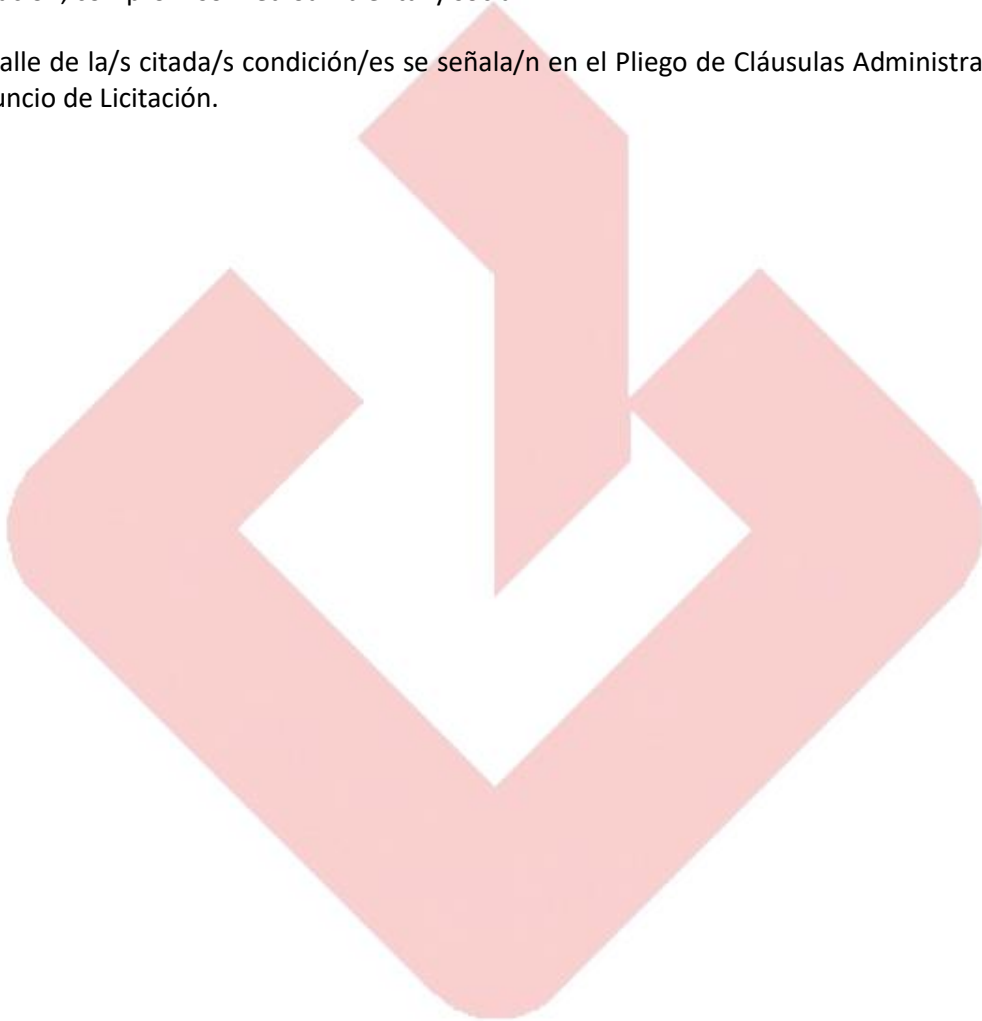 alle de la/s citada/s condición/es se señala/n en el Pliego de Cláusulas Administra
uncio de Licitación.